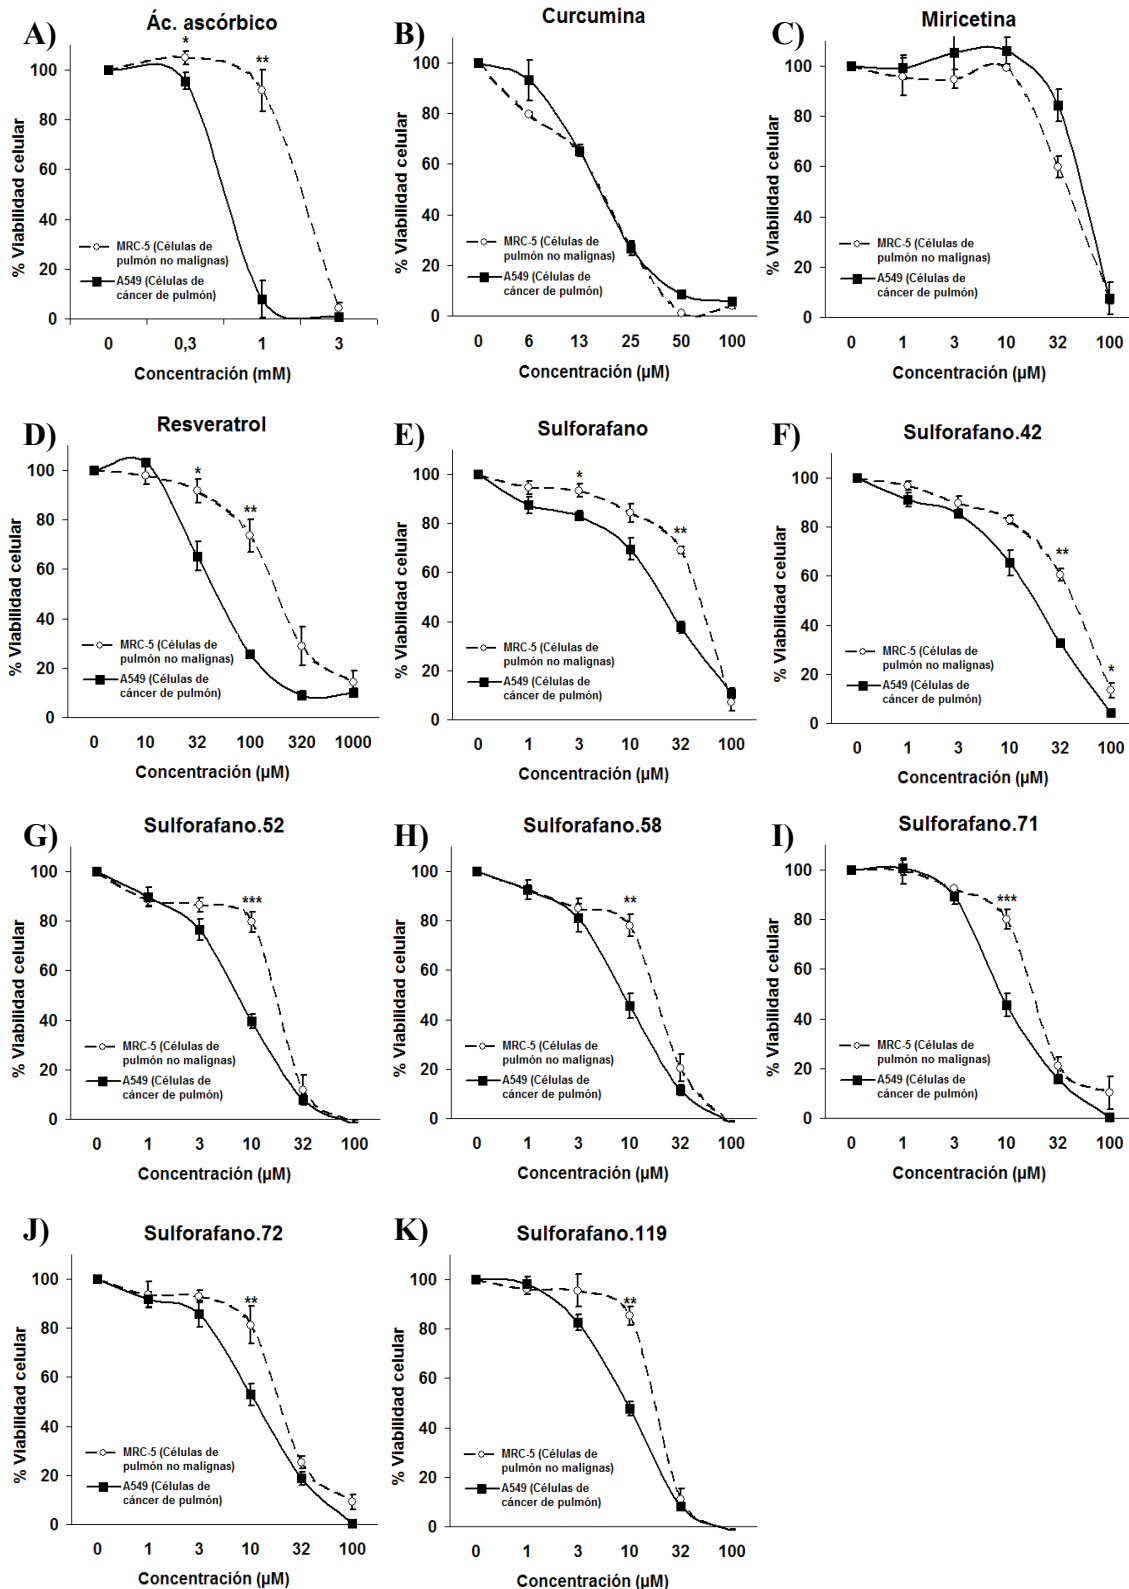 A)
Ác. ascórbico
% Viabilidad celular
100
80
60
40
20
0
*
**
MRC-5 (Células de
pulmón no malignas)
A549 (Células de
cáncer de pulmón)
0 0,3 1 3
Concentración (mM)
B)
Curcumina
% Viabilidad celular
100
80
60
40
20
0
MRC-5 (Células de
pulmón no malignas)
A549 (Células de
cáncer de pulmón)
0 6 13 25 50 100
Concentración (µM)
C)
Miricetina
% Viabilidad celular
100
80
60
40
20
0
MRC-5 (Células de
pulmón no malignas)
A549 (Células de
cáncer de pulmón)
0 1 3 10 32 100
Concentración (µM)
D)
Resveratrol
% Viabilidad celular
100
80
60
40
20
0
*
**
MRC-5 (Células de
pulmón no malignas)
A549 (Células de
cáncer de pulmón)
0 10 32 100 320 1000
Concentración (µM)
E)
Sulforafano
% Viabilidad celular
100
80
60
40
20
0
*
**
MRC-5 (Células de
pulmón no malignas)
A549 (Células de
cáncer de pulmón)
0 1 3 10 32 100
Concentración (µM)
F)
Sulforafano.42
% Viabilidad celular
100
80
60
40
20
0
**
*
MRC-5 (Células de
pulmón no malignas)
A549 (Células de
cáncer de pulmón)
0 1 3 10 32 100
Concentración (µM)
G)
Sulforafano.52
% Viabilidad celular
100
80
60
40
20
0
***
MRC-5 (Células de
pulmón no malignas)
A549 (Células de
cáncer de pulmón)
0 1 3 10 32 100
Concentración (µM)
H)
Sulforafano.58
% Viabilidad celular
100
80
60
40
20
0
**
MRC-5 (Células de
pulmón no malignas)
A549 (Células de
cáncer de pulmón)
0 1 3 10 32 100
Concentración (µM)
I)
Sulforafano.71
% Viabilidad celular
100
80
60
40
20
0
***
MRC-5 (Células de
pulmón no malignas)
A549 (Células de
cáncer de pulmón)
0 1 3 10 32 100
Concentración (µM)
J)
Sulforafano.72
% Viabilidad celular
100
80
60
40
20
0
**
MRC-5 (Células de
pulmón no malignas)
A549 (Células de
cáncer de pulmón)
0 1 3 10 32 100
Concentración (µM)
K)
Sulforafano.119
% Viabilidad celular
100
80
60
40
20
0
**
MRC-5 (Células de
pulmón no malignas)
A549 (Células de
cáncer de pulmón)
0 1 3 10 32 100
Concentración (µM)